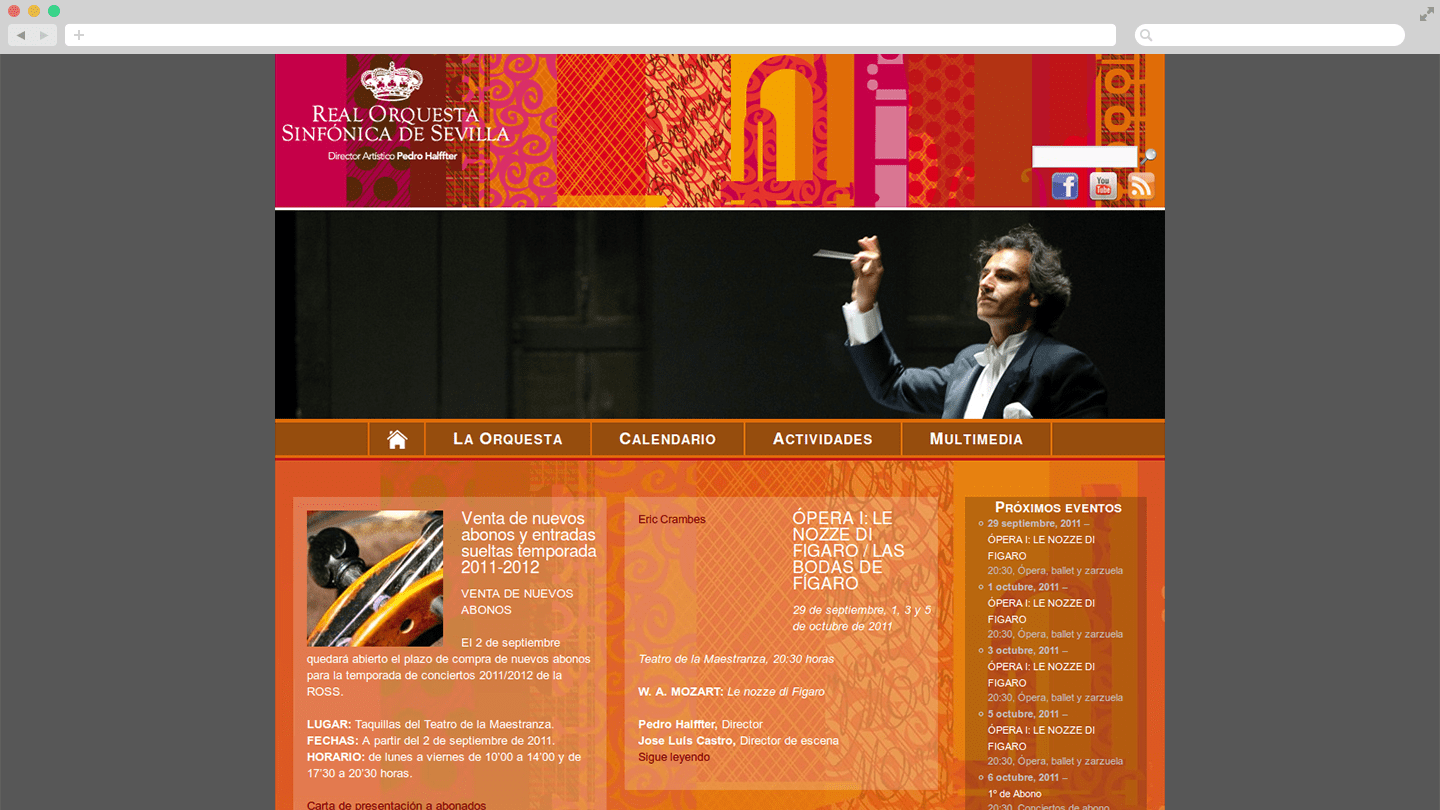 REAL ORQUESTA
SINFÓNICA DE SEVILLA
Director Artístico Pedro Halffter
You
Tube
LA ORQUESTA
CALENDARIO
ACTIVIDADES
MULTIMEDIA
Venta de nuevos
abonos y entradas
sueltas temporada
2011-2012
VENTA DE NUEVOS
ABONOS
El 2 de septiembre
quedará abierto el plazo de compra de nuevos abonos
para la temporada de conciertos 2011/2012 de la
ROSS.
LUGAR: Taquillas del Teatro de la Maestranza.
FECHAS: A partir del 2 de septiembre de 2011.
HORARIO: de lunes a viernes de 10'00 a 14'00 y de
17'30 a 20'30 horas.
Carta de presentación a abonados
Eric Crambes
ÓPERA I: LE
NOZZE DI
FIGARO / LAS
BODAS DE
FÍGARO
29 de septiembre, 1, 3 y 5
de octubre de 2011
Teatro de la Maestranza, 20:30 horas
W. A. MOZART: Le nozze di Figaro
Pedro Halffter, Director
Jose Luis Castro, Director de escena
Sigue leyendo
PRÓXIMOS EVENTOS
29 septiembre, 2011 –
ÓPERA I: LE NOZZE DI
FIGARO
20:30, Ópera, ballet y zarzuela
1 octubre, 2011 –
ÓPERA I: LE NOZZE DI
FIGARO
20:30, Ópera, ballet y zarzuela
3 octubre, 2011 –
ÓPERA I: LE NOZZE DI
FIGARO
20:30, Ópera, ballet y zarzuela
5 octubre, 2011 –
ÓPERA I: LE NOZZE DI
FIGARO
20:30, Ópera, ballet y zarzuela
6 octubre, 2011 –
1º de Abono
20:30, Conciertos de abono